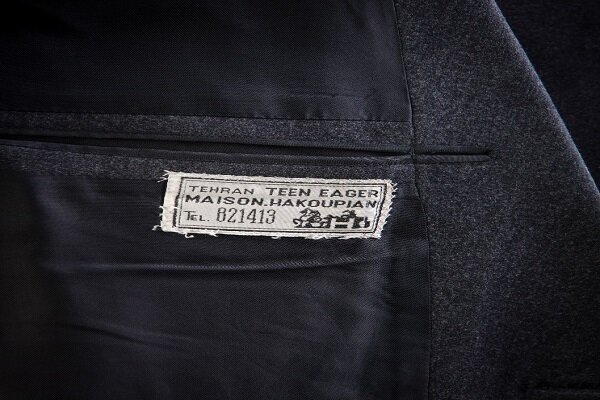 TEHRAN TEEN EAGER
MAISON.HAKOUPIAN
TEL. 821413